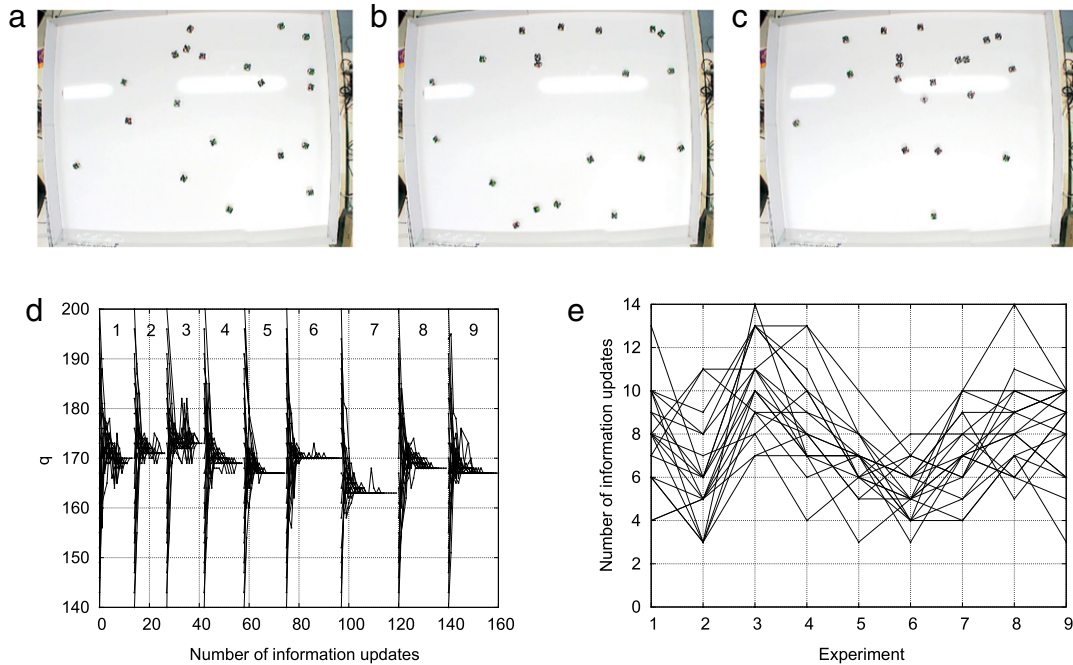 a
b
c
d
200
190
180
170
160
150
140
q
1 2 3 4 5 6 7 8 9
0 20 40 60 80 100 120 140 160
Number of information updates
e
14
12
10
8
6
4
2
0
Number of information updates
1 2 3 4 5 6 7 8 9
Experiment